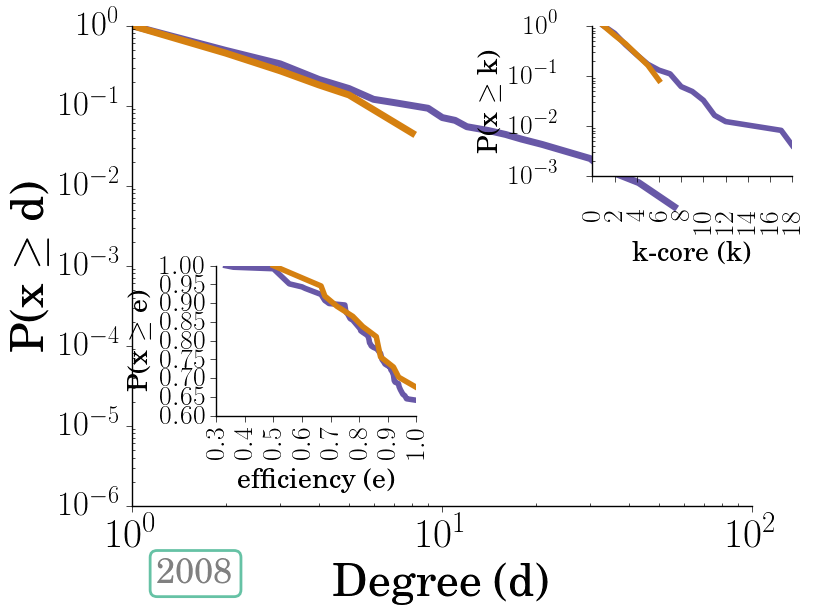 10^0
10^-1
10^-2
10^-3
10^-4
10^-5
10^-6
P(x ≥ d)
10^0 10^1 10^2
Degree (d)
2008
10^0
10^-1
10^-2
10^-3
P(x ≥ k)
0 2 4 6 8 10 12 14 16 18
k-core (k)
1.00
0.95
0.90
0.85
0.80
0.75
0.70
0.65
0.60
P(x ≥ e)
0.3 0.4 0.5 0.6 0.7 0.8 0.9 1.0
efficiency (e)